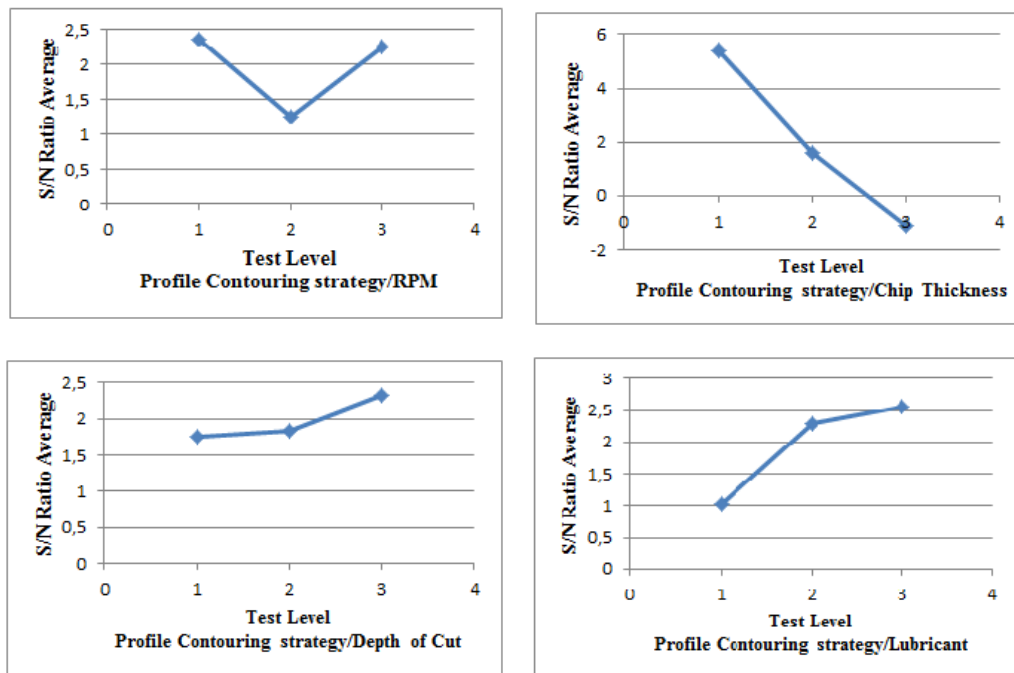 2,5
2
1,5
1
0,5
0
0 1 2 3 4
S/N Ratio Average
Test Level
Profile Contouring strategy/RPM
6
4
2
0
-2
0 1 2 3 4
S/N Ratio Average
Test Level
Profile Contouring strategy/Chip Thickness
2,5
2
1,5
1
0,5
0
0 1 2 3 4
S/N Ratio Average
Test Level
Profile Contouring strategy/Depth of Cut
3
2,5
2
1,5
1
0,5
0
0 1 2 3 4
S/N Ratio Average
Test Level
Profile Contouring strategy/Lubricant